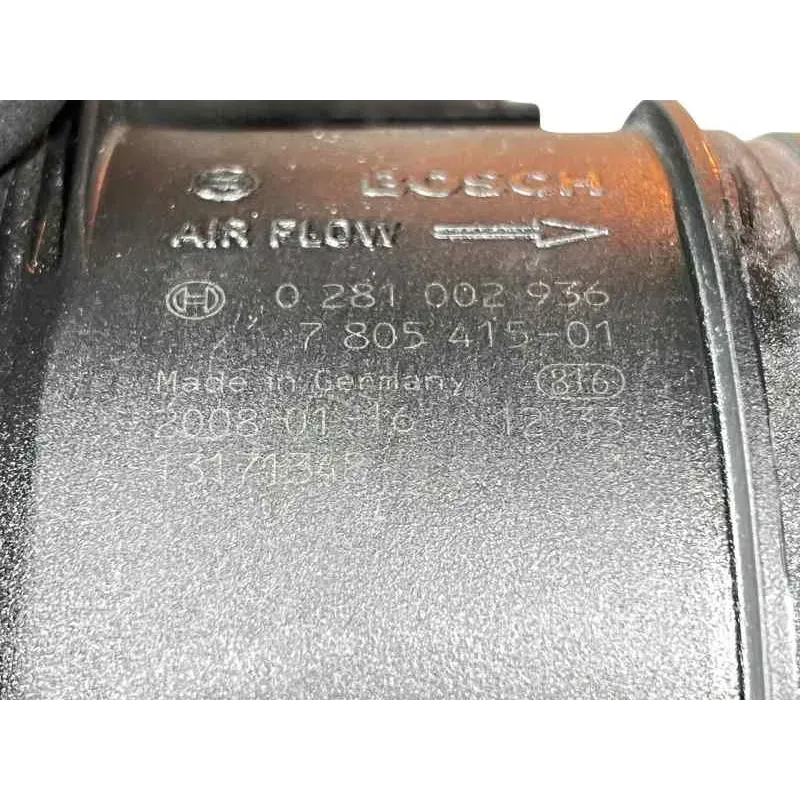 BOSCH
AIR FLOW
0 281 002 936
7 805 415-01
Made in Germany 816
2008-01-16 12:33